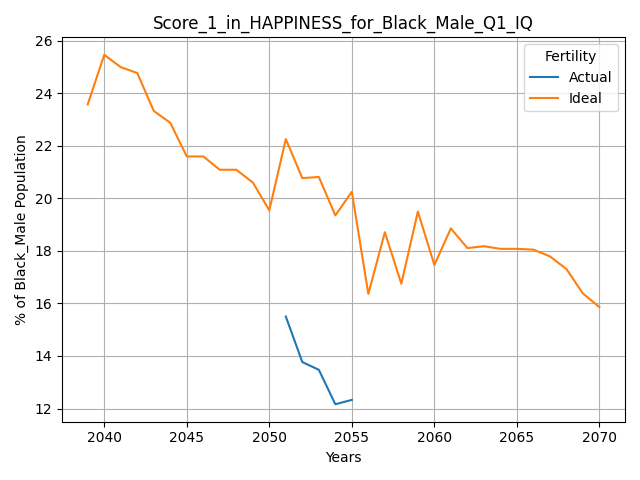 Score_1_in_HAPPINESS_for_Black_Male_Q1_IQ
Fertility
Actual
Ideal
% of Black_Male Population
26
24
22
20
18
16
14
12
2040 2045 2050 2055 2060 2065 2070
Years